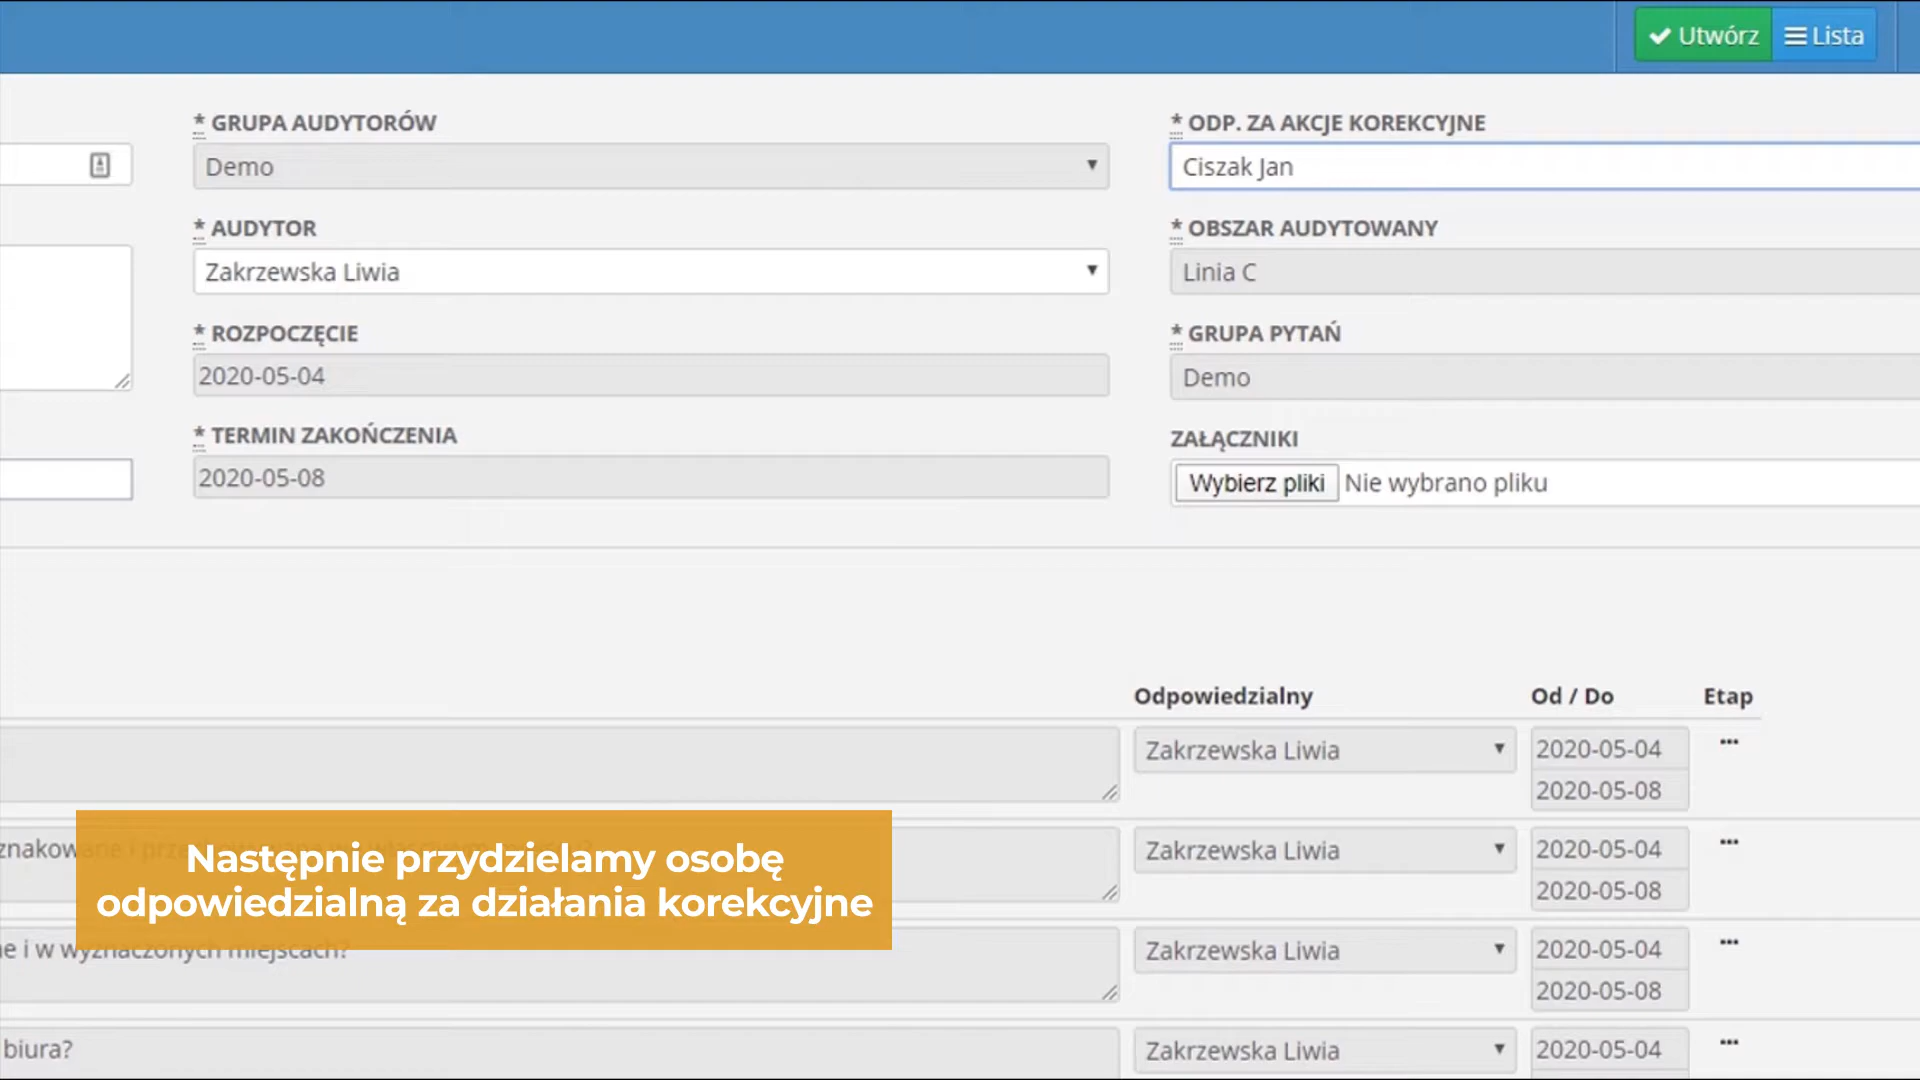 Utwórz Lista
* GRUPA AUDYTORÓW
Demo
* ODP. ZA AKCJE KOREKCYJNE
Ciszak Jan
* AUDYTOR
Zakrzewska Liwia
* OBSZAR AUDYTOWANY
Linia C
* ROZPOCZĘCIE
2020-05-04
* GRUPA PYTAŃ
Demo
* TERMIN ZAKOŃCZENIA
2020-05-08
ZAŁĄCZNIKI
Wybierz pliki Nie wybrano pliku
Odpowiedzialny Od / Do Etap
Zakrzewska Liwia 2020-05-04 ...
2020-05-08
Zakrzewska Liwia 2020-05-04 ...
2020-05-08
Następnie przydzielamy osobę
odpowiedzialną za działania korekcyjne
i w wyznaczonych miejscach?
Zakrzewska Liwia 2020-05-04 ...
2020-05-08
biura?
Zakrzewska Liwia 2020-05-04 ...